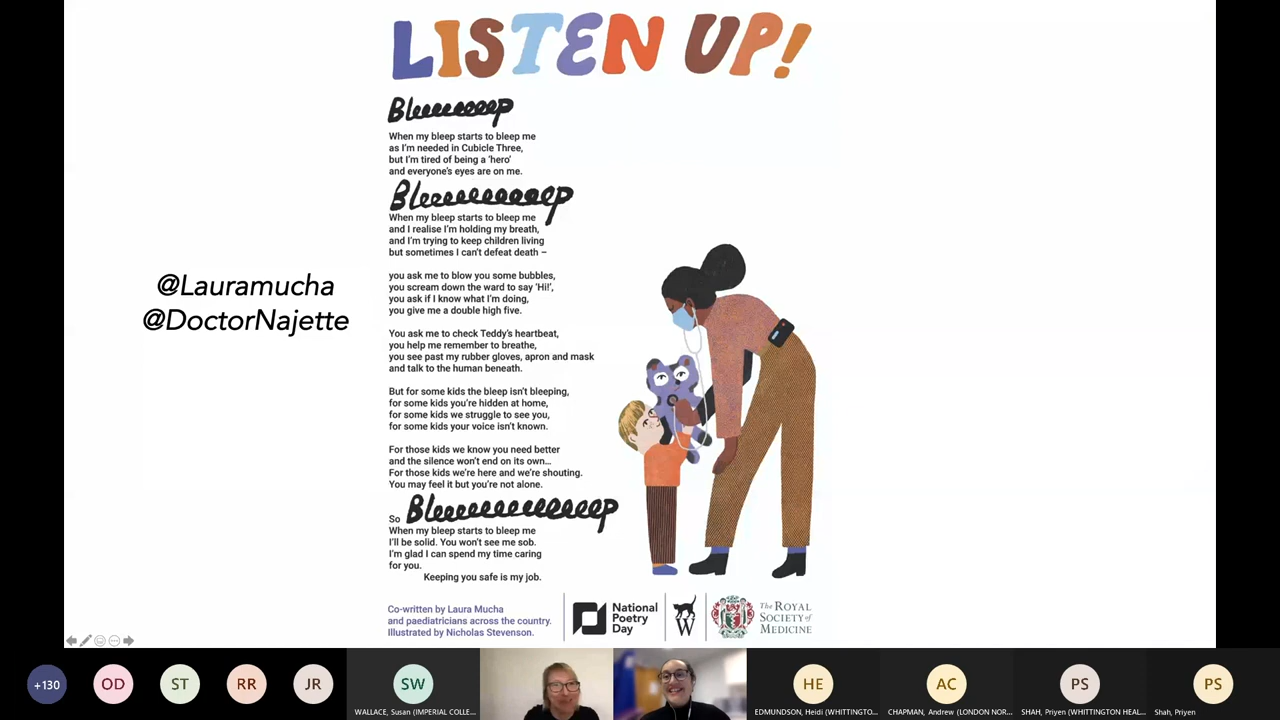 LISTEN UP!
Bleeeeeeeep
When my bleep starts to bleep me
as I'm needed in Cubicle Three,
but I'm tired of being a 'hero'
and everyone's eyes are on me.
Bleeeeeeeeeeep
When my bleep starts to bleep me
and I realise I'm holding my breath,
and I'm trying to keep children living
but sometimes I can't defeat death –
@Lauramucha
@DoctorNajette
you ask me to blow you some bubbles,
you scream down the ward to say 'Hi!',
you ask if I know what I'm doing,
you give me a double high five.
You ask me to check Teddy's heartbeat,
you help me remember to breathe,
you see past my rubber gloves, apron and mask
and talk to the human beneath.
But for some kids the bleep isn't bleeping,
for some kids you're hidden at home,
for some kids we struggle to see you,
for some kids your voice isn't known.
For those kids we know you need better
and the silence won't end on its own...
For those kids we're here and we're shouting.
You may feel it but you're not alone.
So Bleeeeeeeeeeeeeep
When my bleep starts to bleep me
I'll be solid. You won't see me sob.
I'm glad I can spend my time caring
for you.
Keeping you safe is my job.
Co-written by Laura Mucha
and paediatricians across the country.
Illustrated by Nicholas Stevenson.
National
Poetry
Day
W
The ROYAL
SOCIETY of
MEDICINE
+130
OD
ST
RR
JR
SW
HE
AC
PS
PS
WALLACE, Susan (IMPERIAL COLLE...
EDMUNDSON, Heidi (WHITTINGTO...
CHAPMAN, Andrew (LONDON NOR...
SHAH, Priyen (WHITTINGTON HEAL...
Shah, Priyen